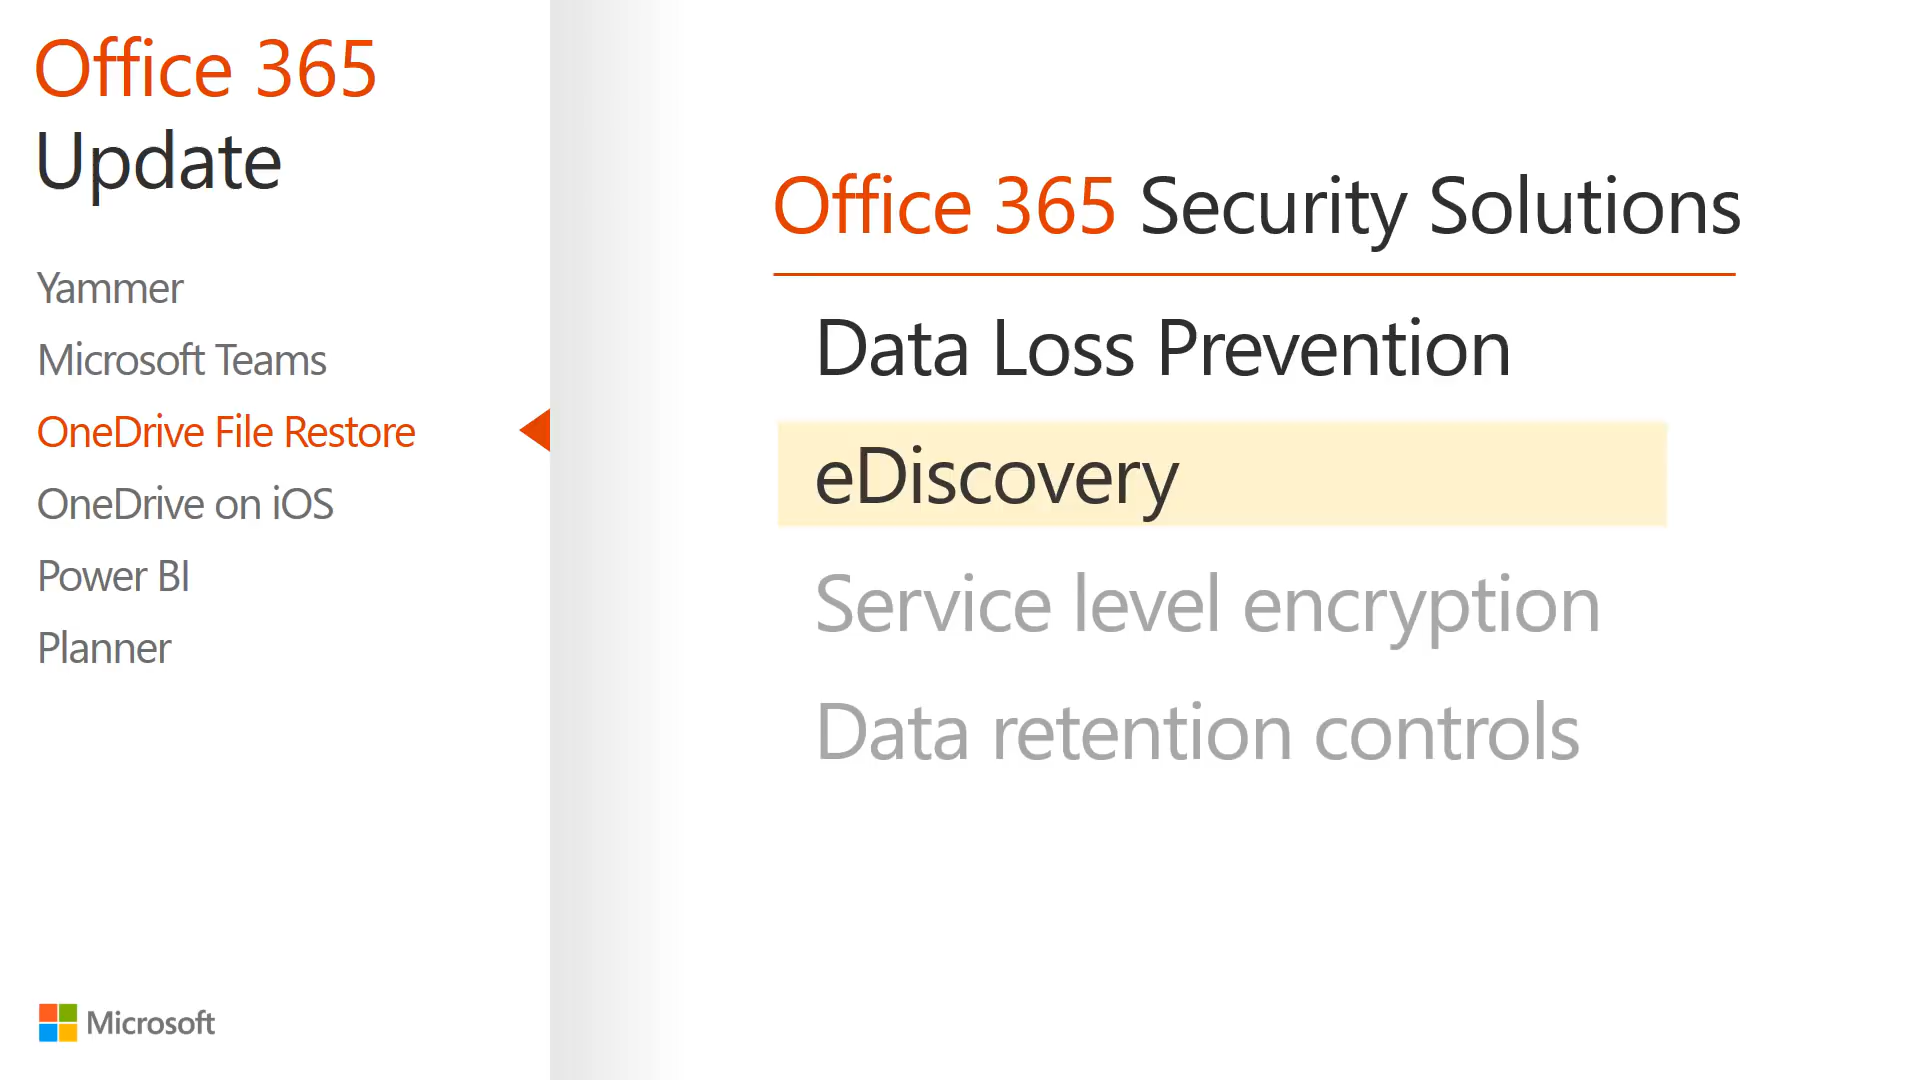 Office 365
Update
Yammer
Microsoft Teams
OneDrive File Restore
OneDrive on iOS
Power BI
Planner
Microsoft
Office 365 Security Solutions
Data Loss Prevention
eDiscovery
Service level encryption
Data retention controls